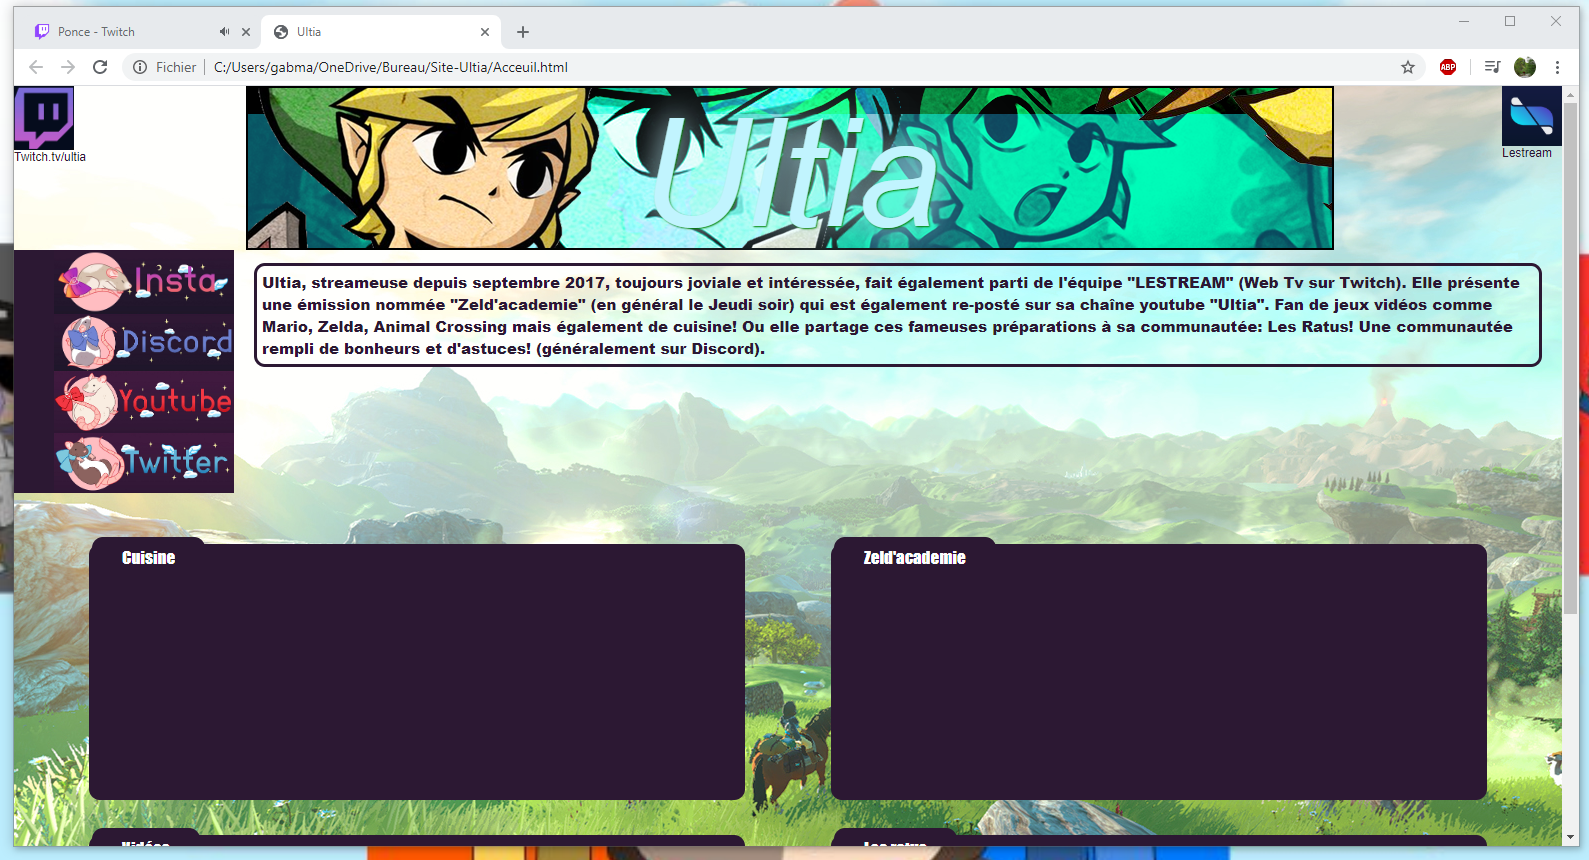 Ponce - Twitch
Ultia
Fichier
C:/Users/gabma/OneDrive/Bureau/Site-Ultia/Acceuil.html
ABP
Ultia
Twitch.tv/ultia
Lestream
Insta
Discord
Youtube
Twitter
Ultia, streameuse depuis septembre 2017, toujours joviale et intéressée, fait également parti de l'équipe "LESTREAM" (Web Tv sur Twitch). Elle présente
une émission nommée "Zeld'academie" (en général le Jeudi soir) qui est également re-posté sur sa chaîne youtube "Ultia". Fan de jeux vidéos comme
Mario, Zelda, Animal Crossing mais également de cuisine! Ou elle partage ces fameuses préparations à sa communautée: Les Ratus! Une communautée
rempli de bonheurs et d'astuces! (généralement sur Discord).
Cuisine
Zeld'academie
Vidéos
Les ratus